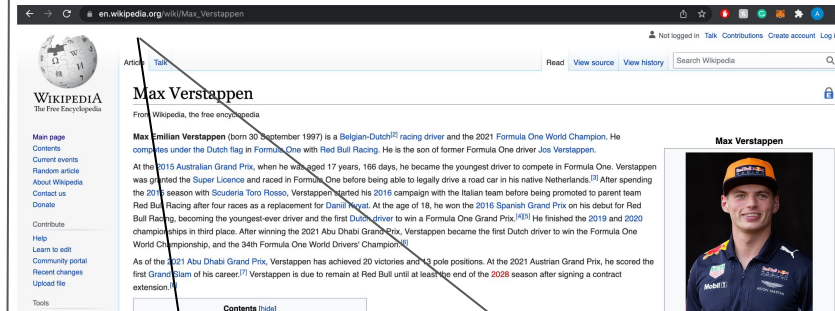 en.wikipedia.org/wiki/Max_Verstappen
Not logged in Talk Contributions Create account Log i
Article Talk Read View source View history Search Wikipedia
WIKIPEDIA
The Free Encyclopedia
Main page
Contents
Current events
Random article
About Wikipedia
Contact us
Donate
Contribute
Help
Learn to edit
Community portal
Recent changes
Upload file
Tools
Max Verstappen
From Wikipedia, the free encyclopedia
Max Emilian Verstappen (born 30 September 1997) is a Belgian-Dutch[2] racing driver and the 2021 Formula One World Champion. He
competes under the Dutch flag in Formula One with Red Bull Racing. He is the son of former Formula One driver Jos Verstappen.
At the 2015 Australian Grand Prix, when he was aged 17 years, 166 days, he became the youngest driver to compete in Formula One. Verstappen
was granted the Super Licence and raced in Formula One before being able to legally drive a road car in his native Netherlands.[3] After spending
the 2015 season with Scuderia Toro Rosso, Verstappen started his 2016 campaign with the Italian team before being promoted to parent team
Red Bull Racing after four races as a replacement for Daniil Kvyat. At the age of 18, he won the 2016 Spanish Grand Prix on his debut for Red
Bull Racing, becoming the youngest-ever driver and the first Dutch driver to win a Formula One Grand Prix.[4][5] He finished the 2019 and 2020
championships in third place. After winning the 2021 Abu Dhabi Grand Prix, Verstappen became the first Dutch driver to win the Formula One
World Championship, and the 34th Formula One World Drivers' Champion.[6]
As of the 2021 Abu Dhabi Grand Prix, Verstappen has achieved 20 victories and 13 pole positions. At the 2021 Austrian Grand Prix, he scored the
first Grand Slam of his career.[7] Verstappen is due to remain at Red Bull until at least the end of the 2028 season after signing a contract
extension.
Contents [hide]
Max Verstappen
Mobil 1
ASTON MARTIN